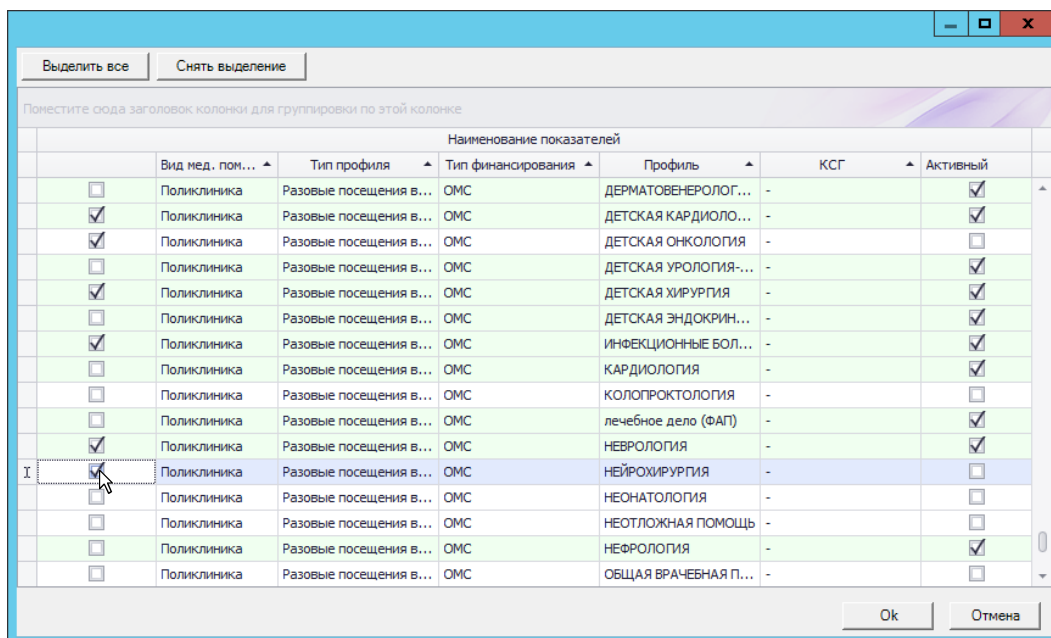 Выделить все Снять выделение
Поместите сюда заголовок колонки для группировки по этой колонке
Наименование показателей
Вид мед. пом... Тип профиля Тип финансирования Профиль КСГ Активный
Поликлиника Разовые посещения в... ОМС ДЕРМАТОВЕНЕРОЛОГ... -
Поликлиника Разовые посещения в... ОМС ДЕТСКАЯ КАРДИОЛО... -
Поликлиника Разовые посещения в... ОМС ДЕТСКАЯ ОНКОЛОГИЯ -
Поликлиника Разовые посещения в... ОМС ДЕТСКАЯ УРОЛОГИЯ-... -
Поликлиника Разовые посещения в... ОМС ДЕТСКАЯ ХИРУРГИЯ -
Поликлиника Разовые посещения в... ОМС ДЕТСКАЯ ЭНДОКРИН... -
Поликлиника Разовые посещения в... ОМС ИНФЕКЦИОННЫЕ БОЛ... -
Поликлиника Разовые посещения в... ОМС КАРДИОЛОГИЯ -
Поликлиника Разовые посещения в... ОМС КОЛОПРОКТОЛОГИЯ -
Поликлиника Разовые посещения в... ОМС лечебное дело (ФАП) -
Поликлиника Разовые посещения в... ОМС НЕВРОЛОГИЯ -
Поликлиника Разовые посещения в... ОМС НЕЙРОХИРУРГИЯ -
Поликлиника Разовые посещения в... ОМС НЕОНАТОЛОГИЯ -
Поликлиника Разовые посещения в... ОМС НЕОТЛОЖНАЯ ПОМОЩЬ -
Поликлиника Разовые посещения в... ОМС НЕФРОЛОГИЯ -
Поликлиника Разовые посещения в... ОМС ОБЩАЯ ВРАЧЕБНАЯ П... -
Ok Отмена